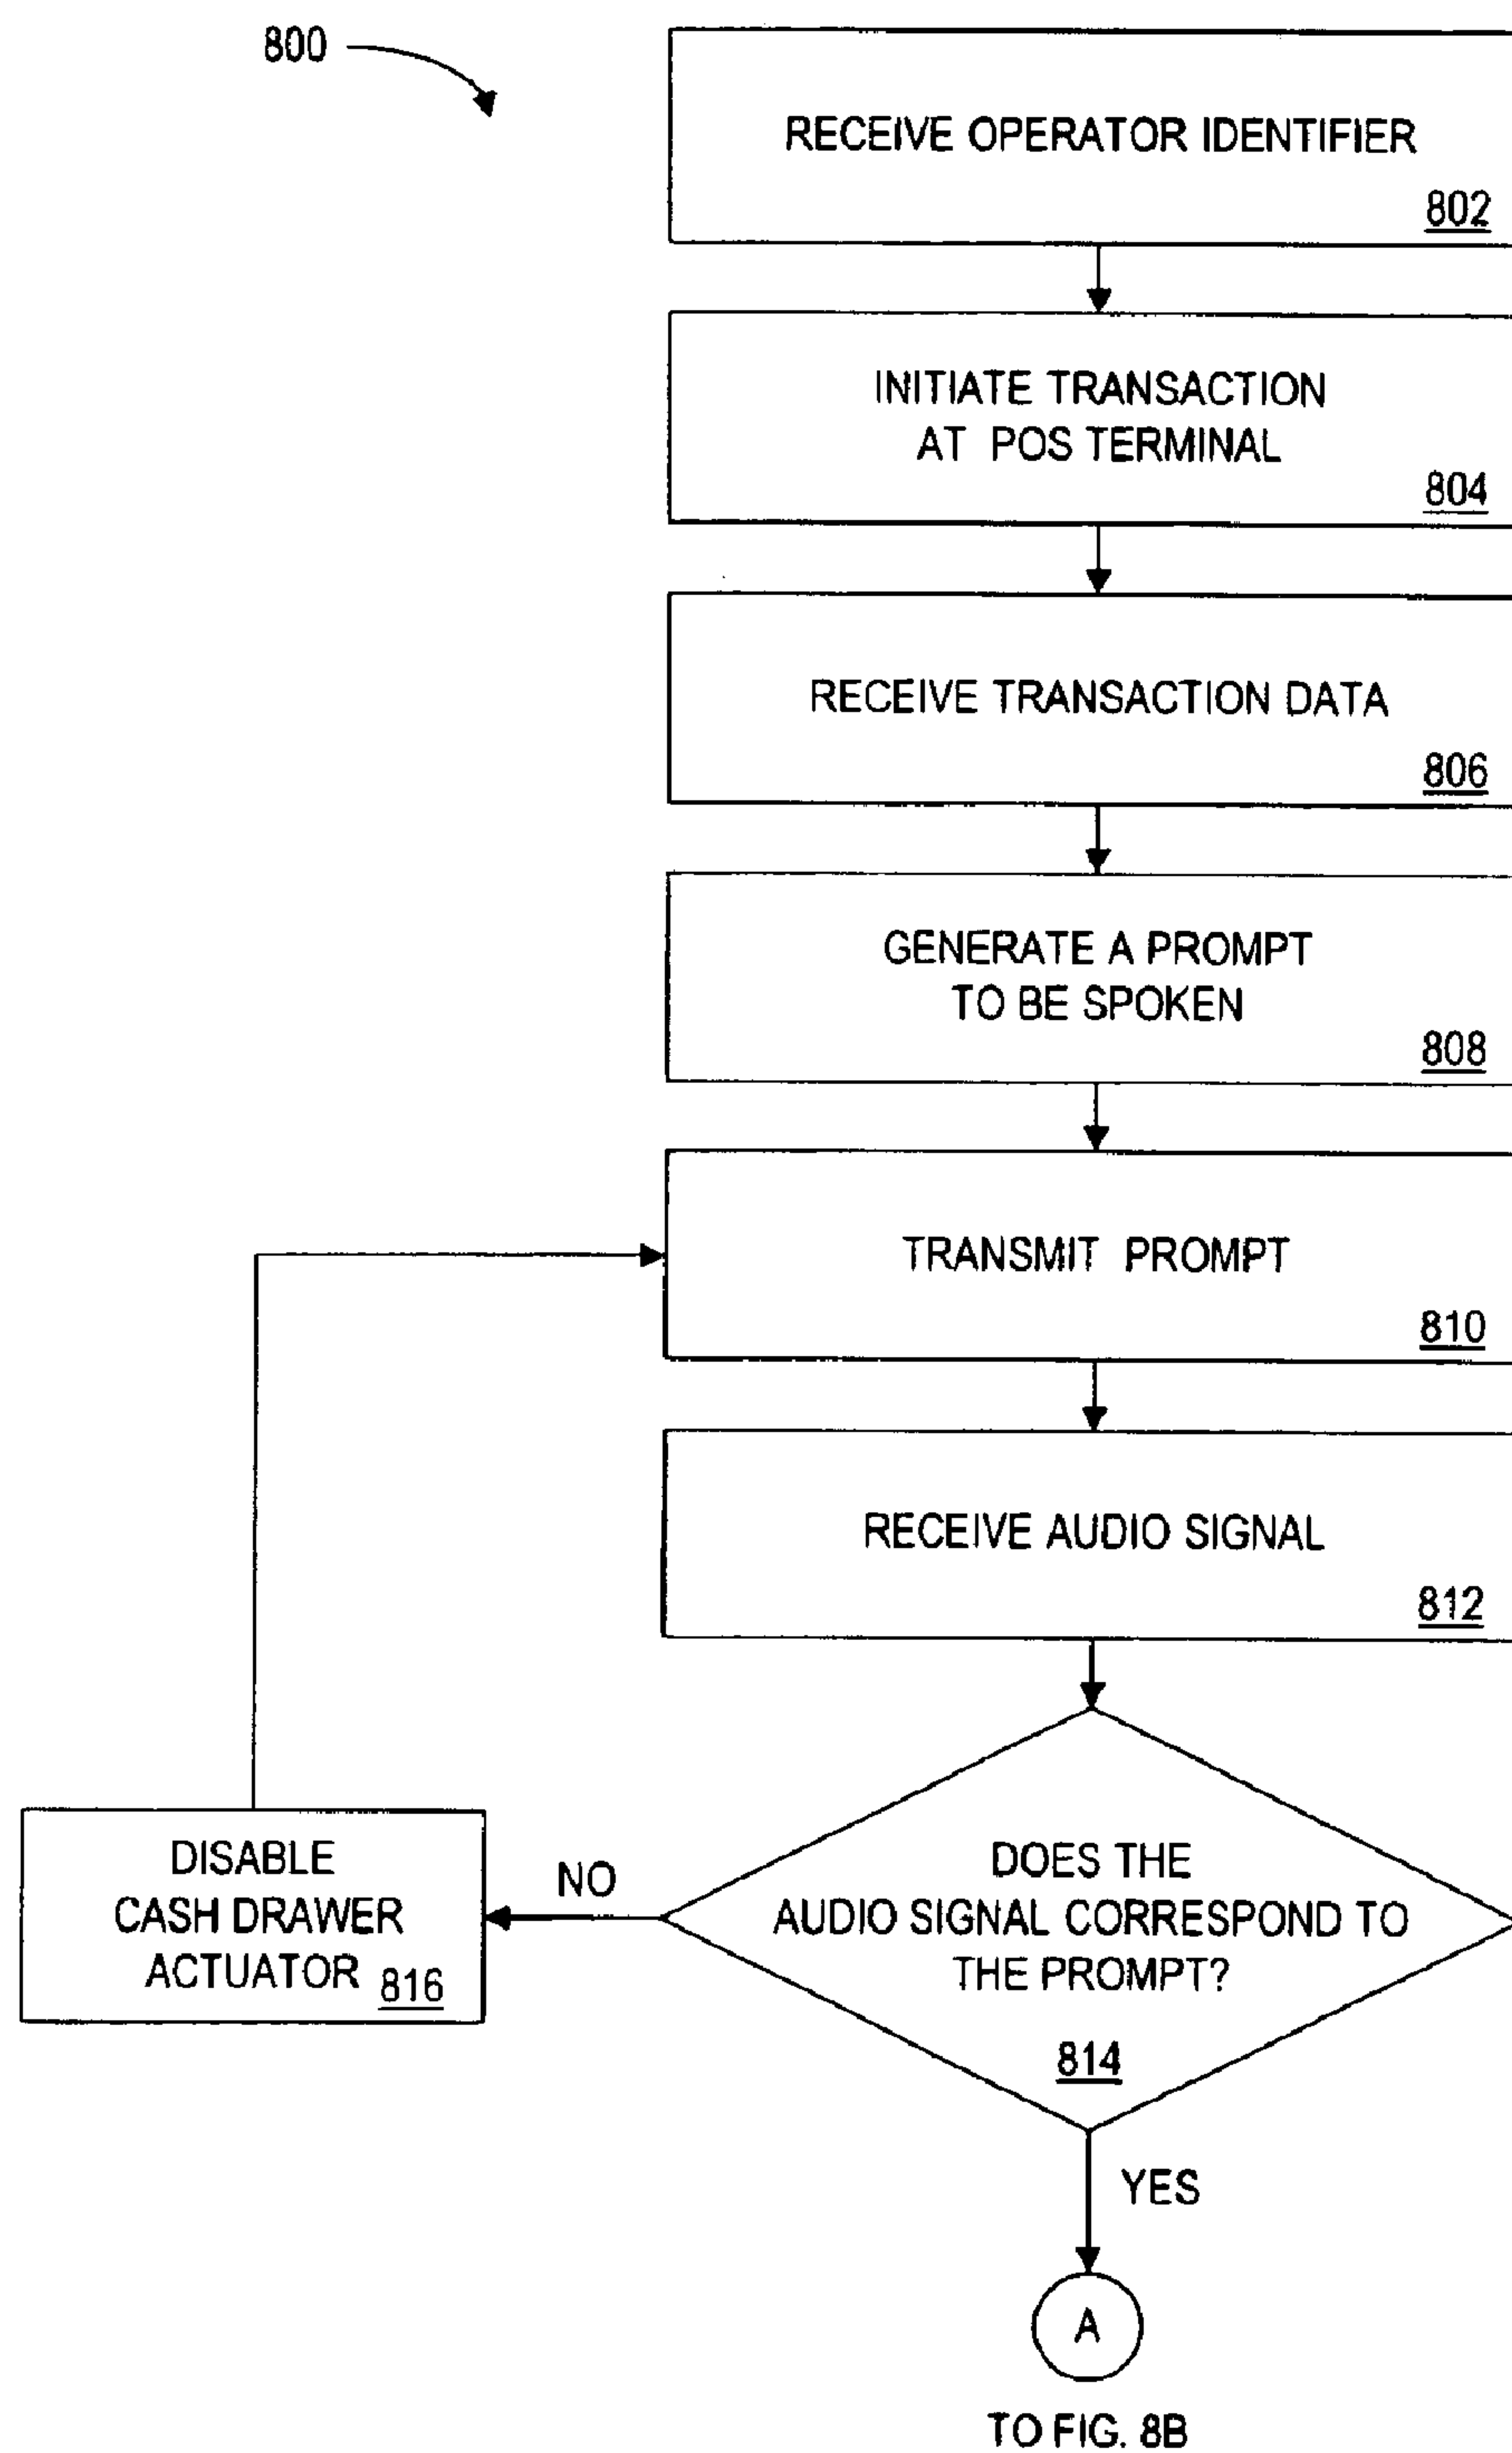 800
RECEIVE OPERATOR IDENTIFIER
802
INITIATE TRANSACTION
AT POS TERMINAL
804
RECEIVE TRANSACTION DATA
806
GENERATE A PROMPT
TO BE SPOKEN
808
TRANSMIT PROMPT
810
RECEIVE AUDIO SIGNAL
812
DOES THE
AUDIO SIGNAL CORRESPOND TO
THE PROMPT?
814
NO
DISABLE
CASH DRAWER
ACTUATOR 816
YES
A
TO FIG. 8B